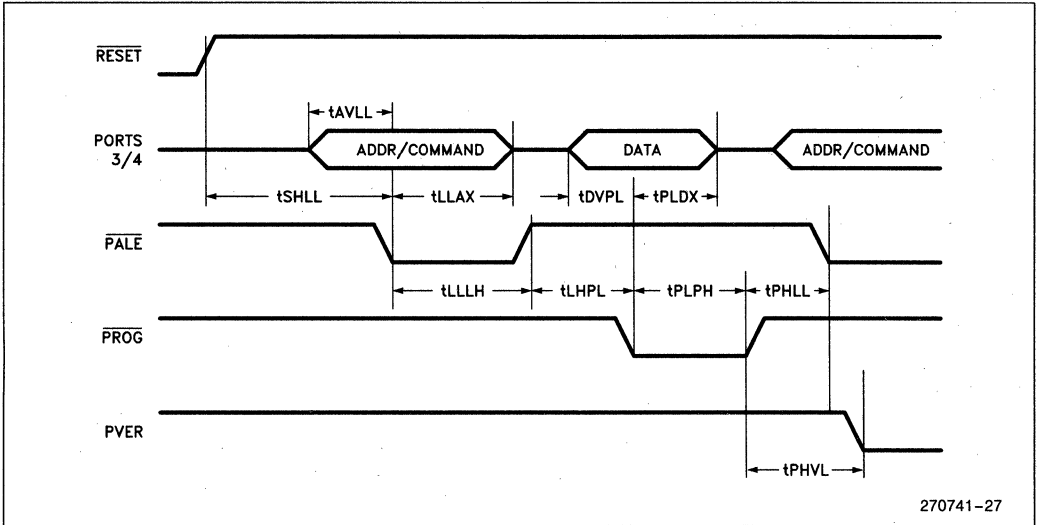 RESET
tAVLL
PORTS
3/4
ADDR/COMMAND DATA ADDR/COMMAND
tSHLL tLLAX tDVPL tPLDX
PALE
tLLLH tLHPL tPLPH tPHLL
PROG
PVER
tPHVL
270741-27